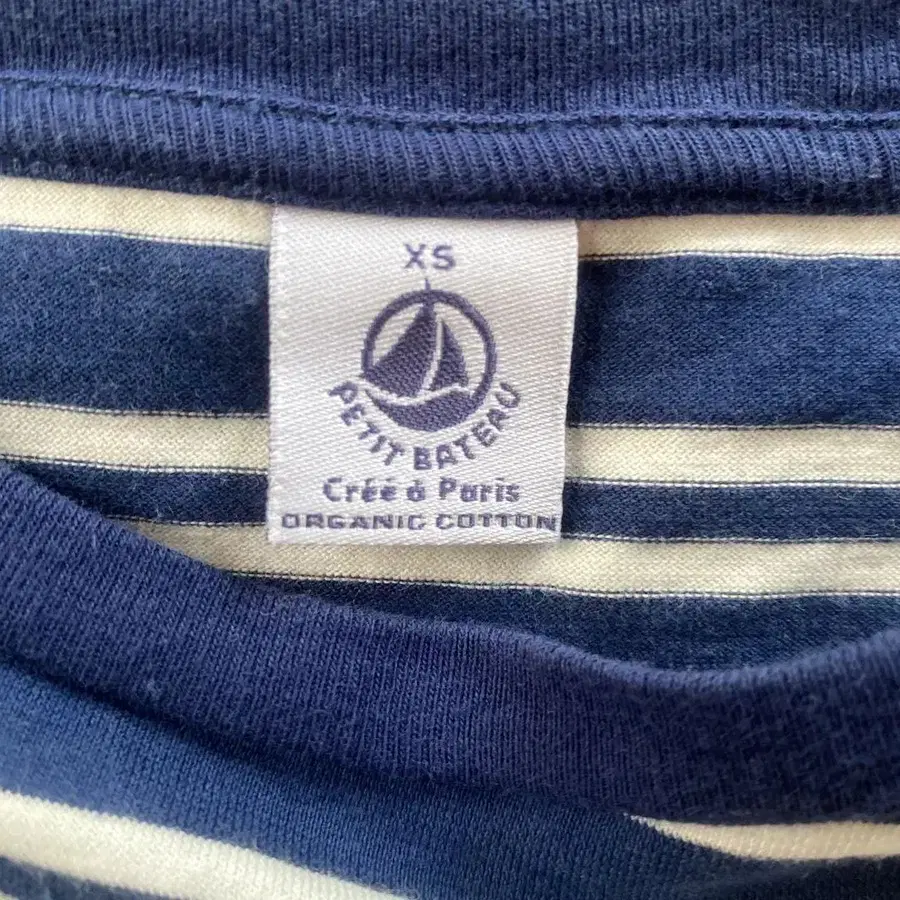 XS
PETIT BATEAU
Créé à Paris
ORGANIC COTTON